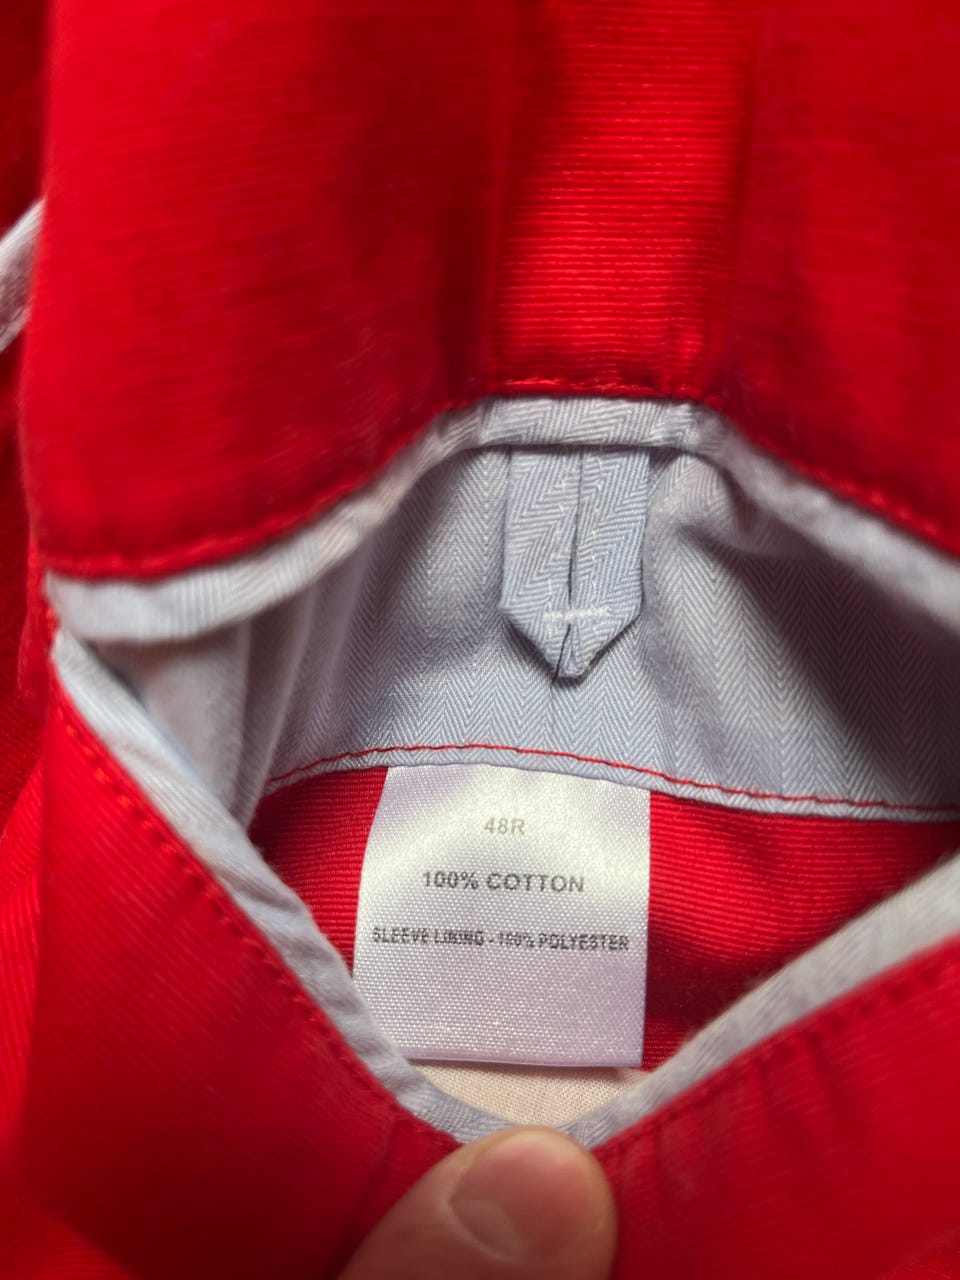 48R
100% COTTON
SLEEVE LINING - 100% POLYESTER